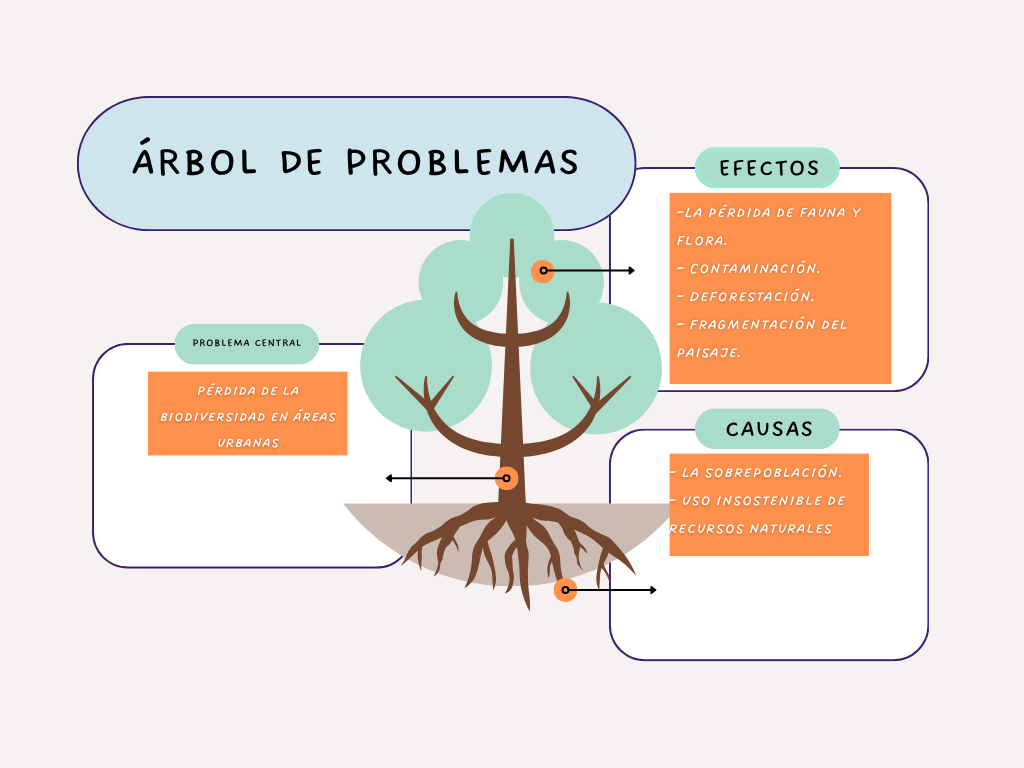 ÁRBOL DE PROBLEMAS
EFECTOS
-LA PÉRDIDA DE FAUNA Y
FLORA.
- CONTAMINACIÓN.
- DEFORESTACIÓN.
- FRAGMENTACIÓN DEL
PAISAJE.
PROBLEMA CENTRAL
PÉRDIDA DE LA
BIODIVERSIDAD EN ÁREAS
URBANAS
CAUSAS
- LA SOBREPOBLACIÓN.
- USO INSOSTENIBLE DE
RECURSOS NATURALES